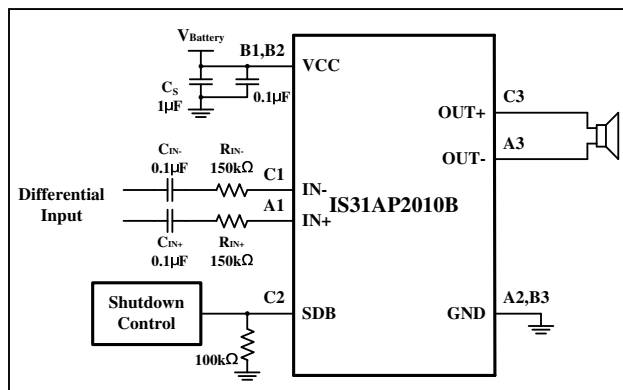 VBattery
B1,B2
VCC
CS
1μF
0.1μF
C3
OUT+
A3
OUT-
CIN-
0.1μF
RIN-
150kΩ
C1
IN-
Differential
Input
A1
IN+
IS31AP2010B
CIN+
0.1μF
RIN+
150kΩ
Shutdown
Control
C2
SDB
100kΩ
GND
A2,B3